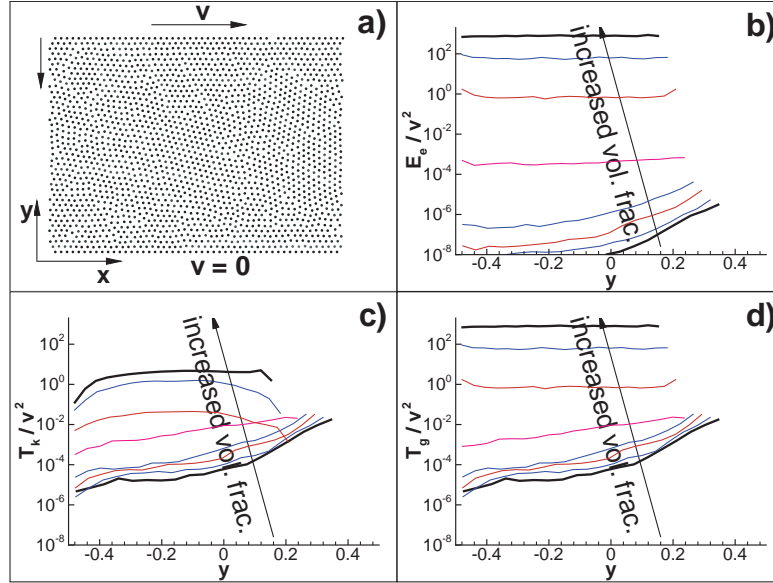 v
a)
y
x
v = 0
b)
E_e / v^2
10^2
10^0
10^-2
10^-4
10^-6
10^-8
increased vol. frac.
-0.4
-0.2
0
0.2
0.4
y
c)
T_k / v^2
10^2
10^0
10^-2
10^-4
10^-6
10^-8
increased vol. frac.
-0.4
-0.2
0
0.2
0.4
y
d)
T_g / v^2
10^2
10^0
10^-2
10^-4
10^-6
10^-8
increased vol. frac.
-0.4
-0.2
0
0.2
0.4
y